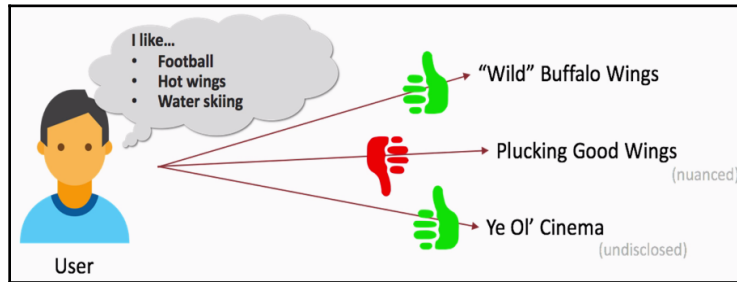 I like...
• Football
• Hot wings
• Water skiing
"Wild" Buffalo Wings
Plucking Good Wings
(nuanced)
Ye Ol' Cinema
(undisclosed)
User